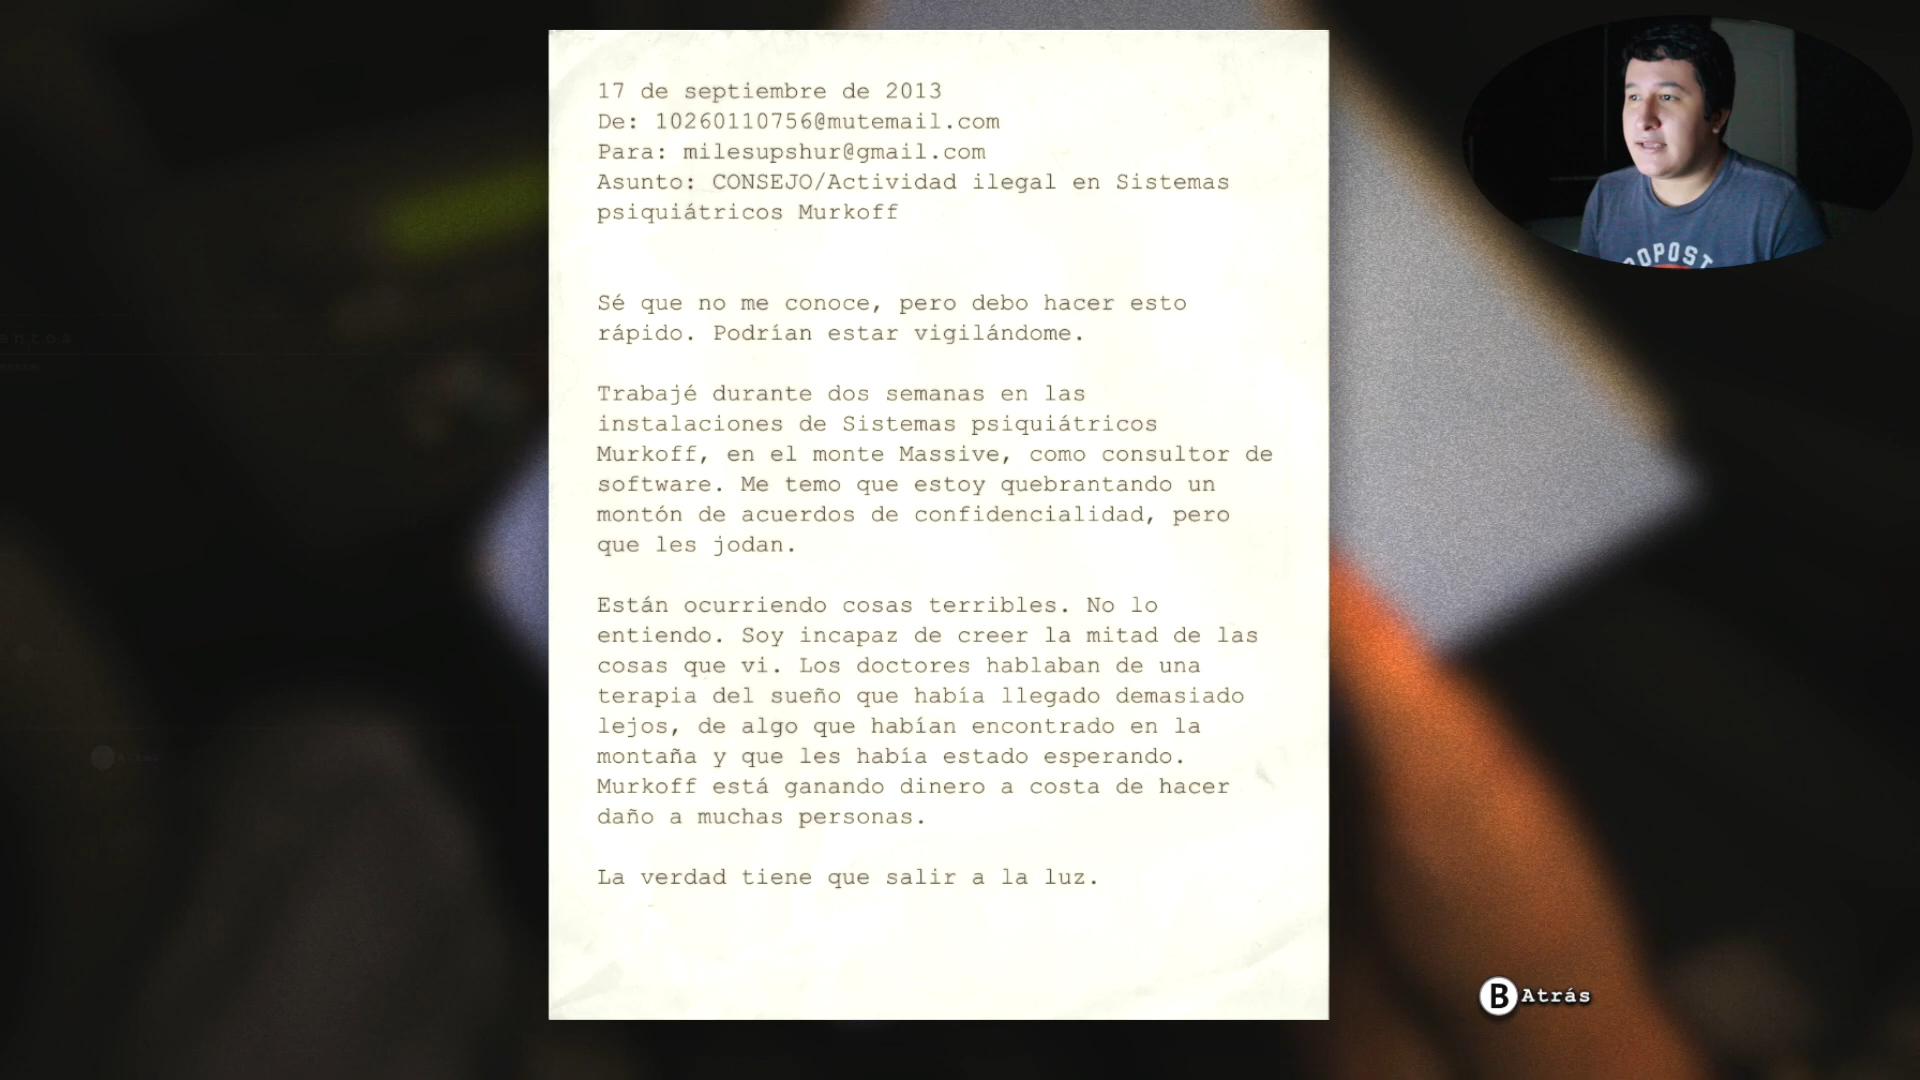 17 de septiembre de 2013
De: 10260110756@mutemail.com
Para: milesupshur@gmail.com
Asunto: CONSEJO/Actividad ilegal en Sistemas
psiquiátricos Murkoff
Sé que no me conoce, pero debo hacer esto
rápido. Podrían estar vigilándome.
Trabajé durante dos semanas en las
instalaciones de Sistemas psiquiátricos
Murkoff, en el monte Massive, como consultor de
software. Me temo que estoy quebrantando un
montón de acuerdos de confidencialidad, pero
que les jodan.
Están ocurriendo cosas terribles. No lo
entiendo. Soy incapaz de creer la mitad de las
cosas que vi. Los doctores hablaban de una
terapia del sueño que había llegado demasiado
lejos, de algo que habían encontrado en la
montaña y que les había estado esperando.
Murkoff está ganando dinero a costa de hacer
daño a muchas personas.
La verdad tiene que salir a la luz.
B Atrás